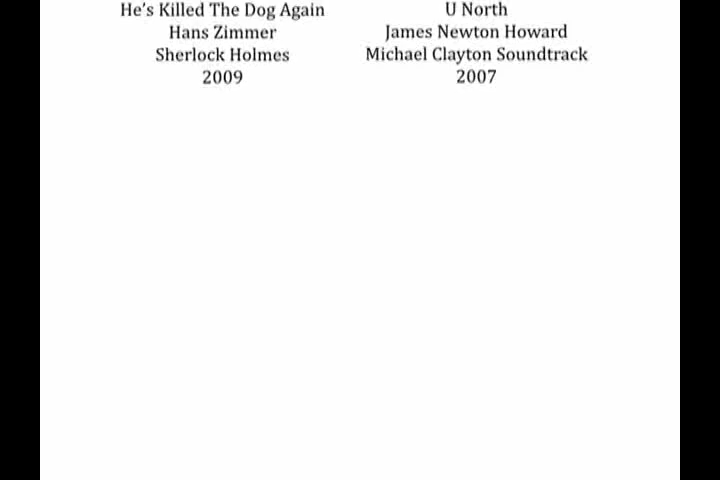 He's Killed The Dog Again
Hans Zimmer
Sherlock Holmes
2009
U North
James Newton Howard
Michael Clayton Soundtrack
2007